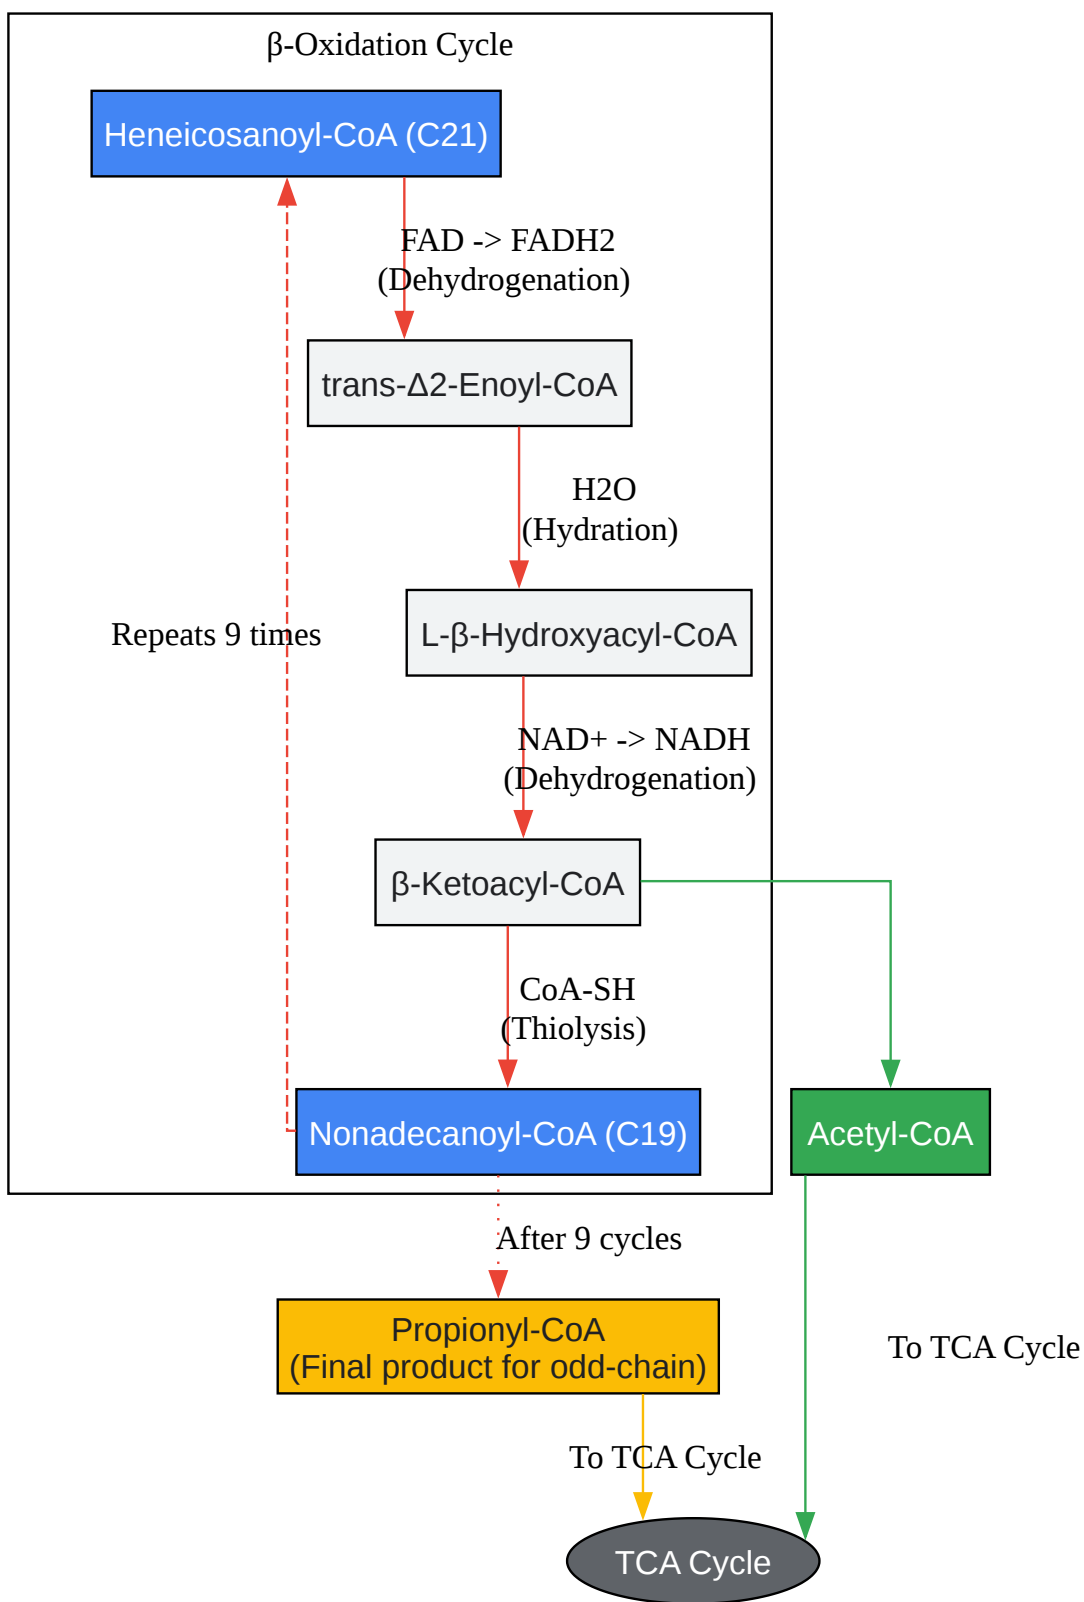 β-Oxidation Cycle
Heneicosanoyl-CoA (C21)
FAD -> FADH2
(Dehydrogenation)
trans-Δ2-Enoyl-CoA
H2O
(Hydration)
Repeats 9 times
L-β-Hydroxyacyl-CoA
NAD+ -> NADH
(Dehydrogenation)
β-Ketoacyl-CoA
CoA-SH
(Thiolysis)
Nonadecanoyl-CoA (C19)
Acetyl-CoA
After 9 cycles
Propionyl-CoA
(Final product for odd-chain)
To TCA Cycle
To TCA Cycle
TCA Cycle